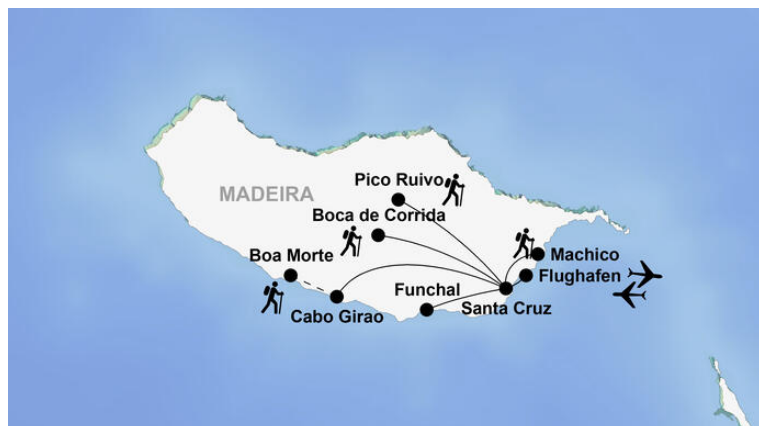 Pico Ruivo
MADEIRA
Boca de Corrida
Boa Morte
Machico
Flughafen
Funchal
Santa Cruz
Cabo Girao